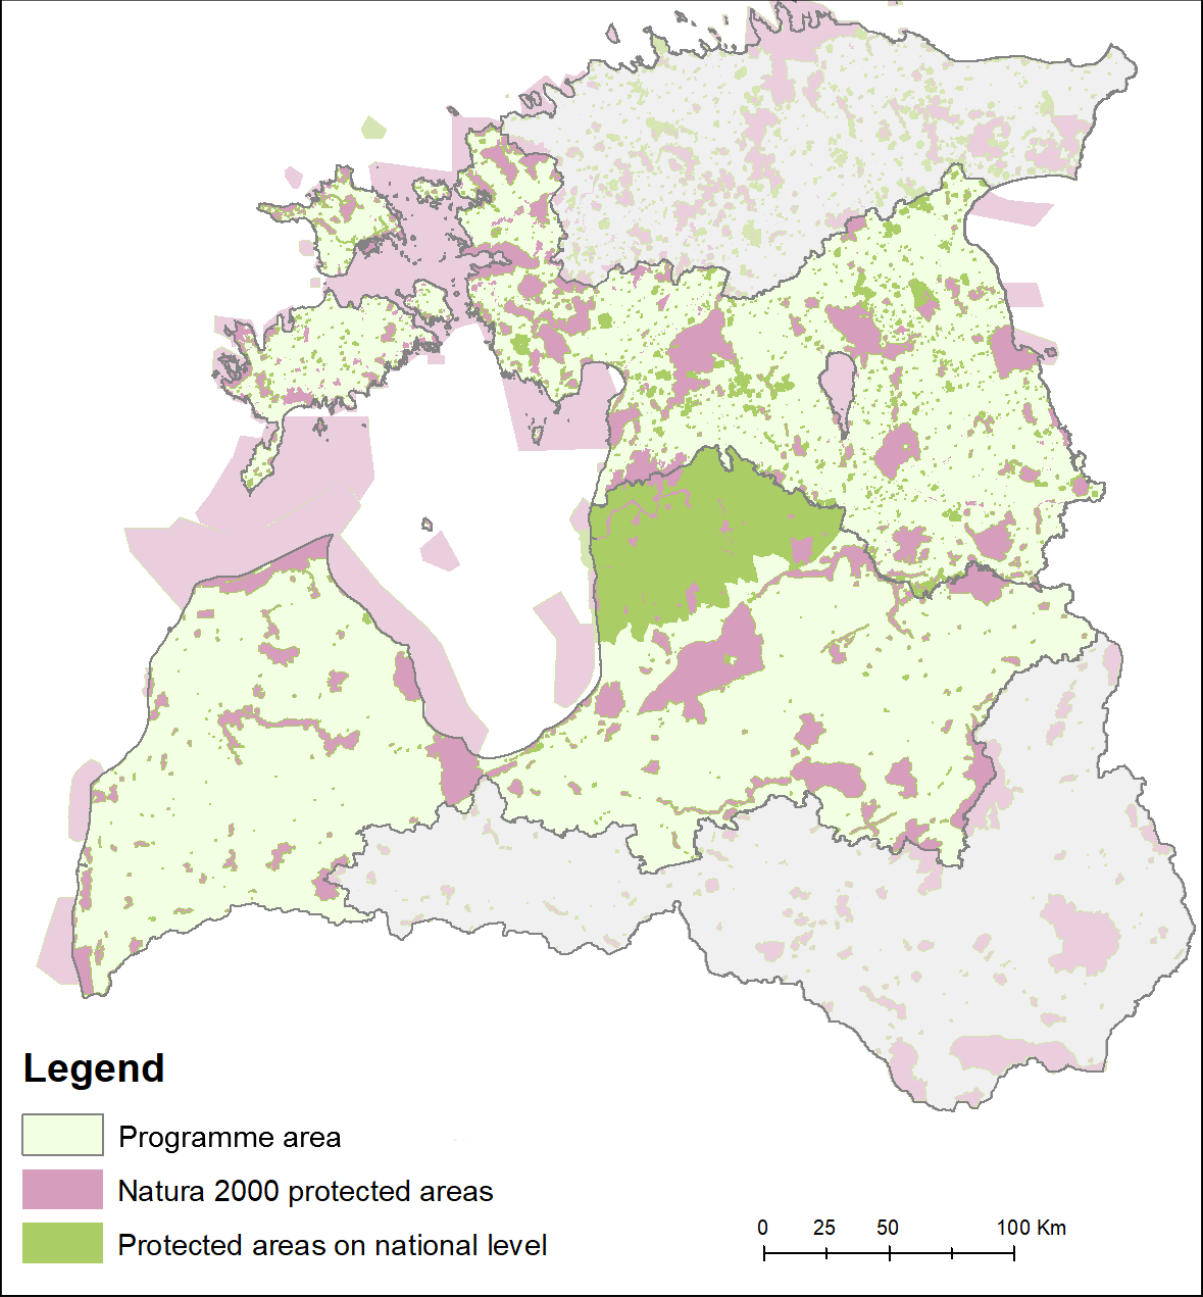 Legend
Programme area
Natura 2000 protected areas
Protected areas on national level
0 25 50 100 Km